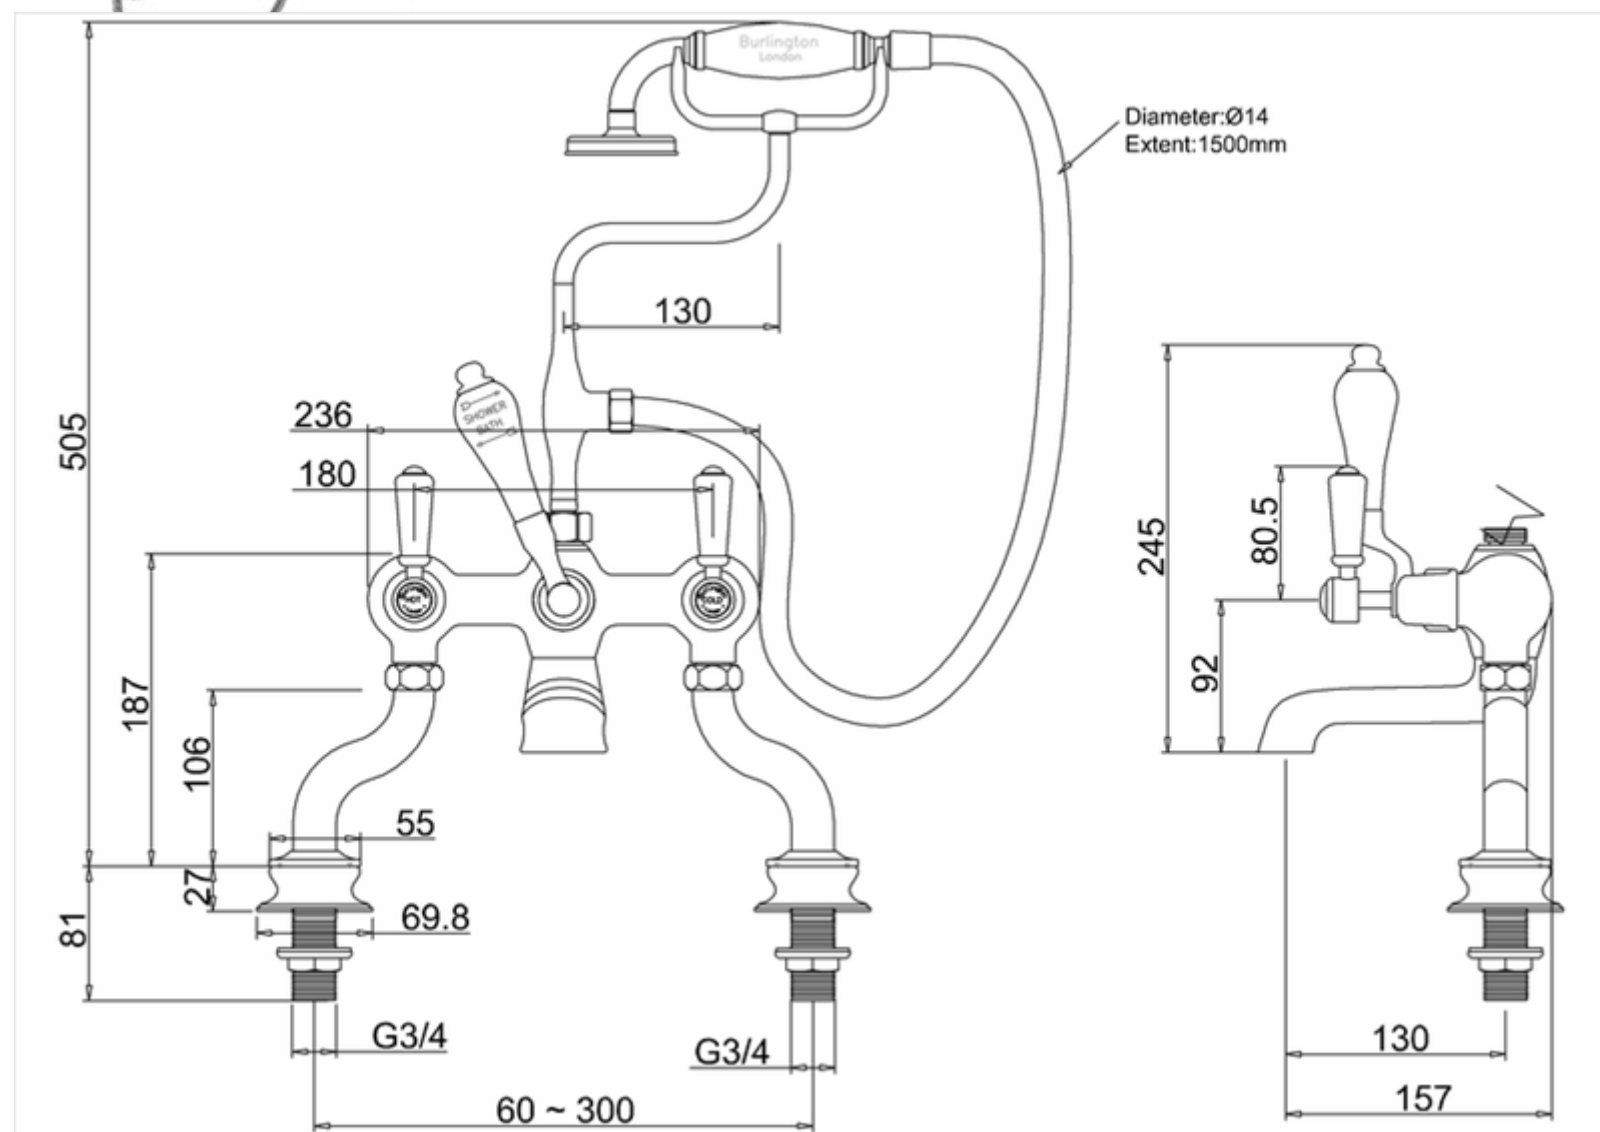 Burlington
London
Diameter:Ø14
Extent:1500mm
130
236
SHOWER
BATH
180
505
HOT
COLD
187
106
55
27
69.8
81
G3/4
G3/4
60 ~ 300
245
80.5
92
130
157